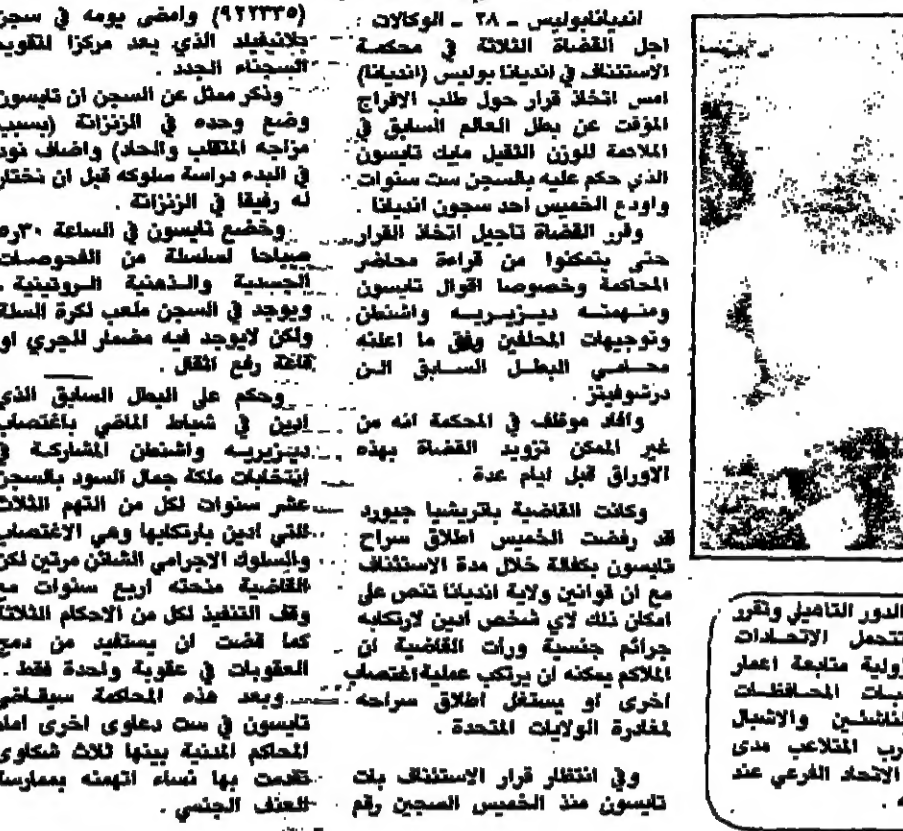 انديانابوليس ـ ٢٨ ـ الوكالات :
اجل القضاة الثلاثة في محكمة
الاستئناف في انديانا بوليس (انديانا)
امس اتخاذ قرار حول طلب الافراج
المؤقت عن بطل العالم السابق في
الملاكمة للوزن الثقيل مايك تايسون
الذي حكم عليه بالسجن ست سنوات
واودع الخميس احد سجون انديانا .
وقرر القضاة تاجيل اتخاذ القرار
حتى يتمكنوا من قراءة محاضر
المحاكمة وخصوصا اقوال تايسون
ومتهمته ديزيريه واشنطن
وتوجيهات المحلفين وفق ما اعلنه
محامي البطل السابق الن
درشوفيتز .
وافاد موظف في المحكمة انه من
غير الممكن تزويد القضاة بهذه
الاوراق قبل ايام عدة .
وكانت القاضية بتريشيا جيورد
قد رفضت الخميس اطلاق سراح
تايسون بكفالة خلال مدة الاستئناف
مع ان قوانين ولاية انديانا تنص على
امكان ذلك لاي شخص ادين لارتكابه
جرائم جنسية ورأت القاضية ان
الملاكم يمكنه ان يرتكب عملية اغتصاب
اخرى او يستغل اطلاق سراحه
لمغادرة الولايات المتحدة .
وفي انتظار قرار الاستئناف بات
تايسون منذ الخميس السجين رقم
(٩٢٢٣٣٥) وامضى يومه في سجن
بلانيفيلد الذي يعد مركزا لتقويد
السجناء الجدد .
وذكر ممثل عن السجن ان تايسون
وضع وحده في الزنزانة (بسبب
مزاجه المتقلب والحاد) واضاف نود
في البدء دراسة سلوكه قبل ان نختار
له رفيقا في الزنزانة .
وخضع تايسون في الساعة ٥٫٣٠
صباحا لسلسلة من الفحوصات
الجسدية والذهنية الروتينية .
ويوجد في السجن ملعب لكرة السلة
ولكن لايوجد فيه مضمار للجري او
قاعة رفع اثقال .
وحكم على البطل السابق الذي
ادين في شباط الماضي باغتصاب
ديزيريه واشنطن المشاركة في
انتخابات ملكة جمال السود بالسجن
عشر سنوات لكل من التهم الثلاث
التي ادين بارتكابها وهي الاغتصاب
والسلوك الاجرامي الشائن مرتين لكن
القاضية منحته اربع سنوات مع
وقف التنفيذ لكل من الاحكام الثلاثة
كما قضت ان يستفيد من دمج
العقوبات في عقوبة واحدة فقط .
وبعد هذه المحاكمة سيقاضى
تايسون في ست دعاوى اخرى اما
المحاكم المدنية بينها ثلاث شكاوى
تقدمت بها نساء اتهمنه بممارسة
العنف الجنسي .
الدور التاهيلي وتقرر
تتحمل الاتحادات
متابعة اعمار
المحافظات
والاشبال
المتلاعب مدى
الاتحاد الفرعي عند